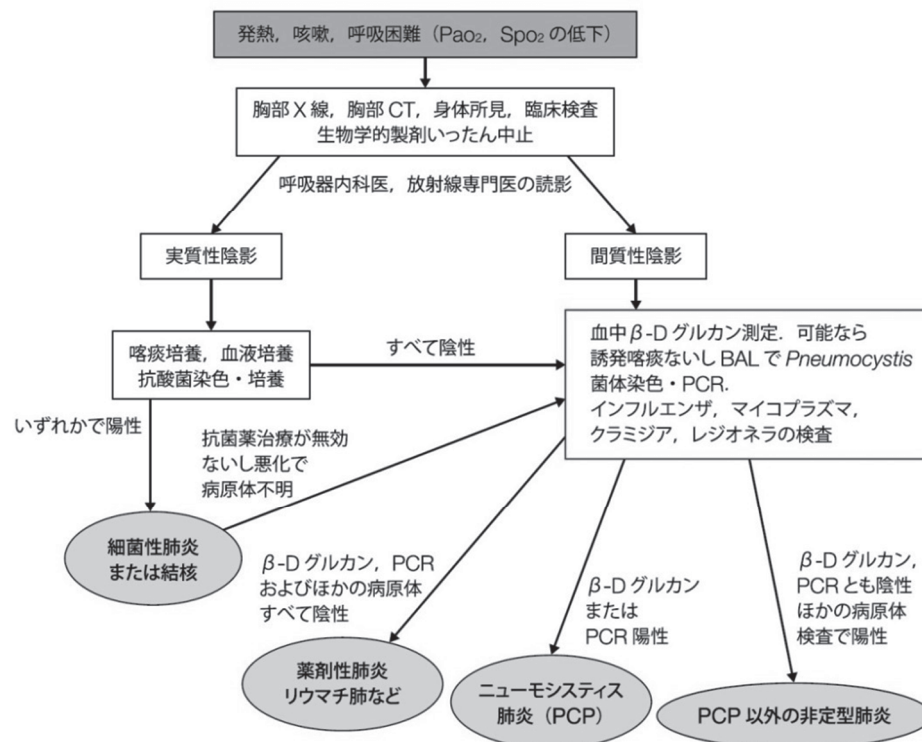 発熱，咳嗽，呼吸困難（Pao₂，Spo₂ の低下）
胸部 X 線，胸部 CT，身体所見，臨床検査
生物学的製剤いったん中止
呼吸器内科医，放射線専門医の読影
実質性陰影
間質性陰影
喀痰培養，血液培養
抗酸菌染色・培養
すべて陰性
血中 β-D グルカン測定．可能なら
誘発喀痰ないし BAL で Pneumocystis
菌体染色・PCR．
インフルエンザ，マイコプラズマ，
クラミジア，レジオネラの検査
いずれかで陽性
抗菌薬治療が無効
ないし悪化で
病原体不明
細菌性肺炎
または結核
β-D グルカン，PCR
およびほかの病原体
すべて陰性
β-D グルカン
または
PCR 陽性
β-D グルカン，
PCR とも陰性
ほかの病原体
検査で陽性
薬剤性肺炎
リウマチ肺など
ニューモシスティス
肺炎（PCP）
PCP 以外の非定型肺炎